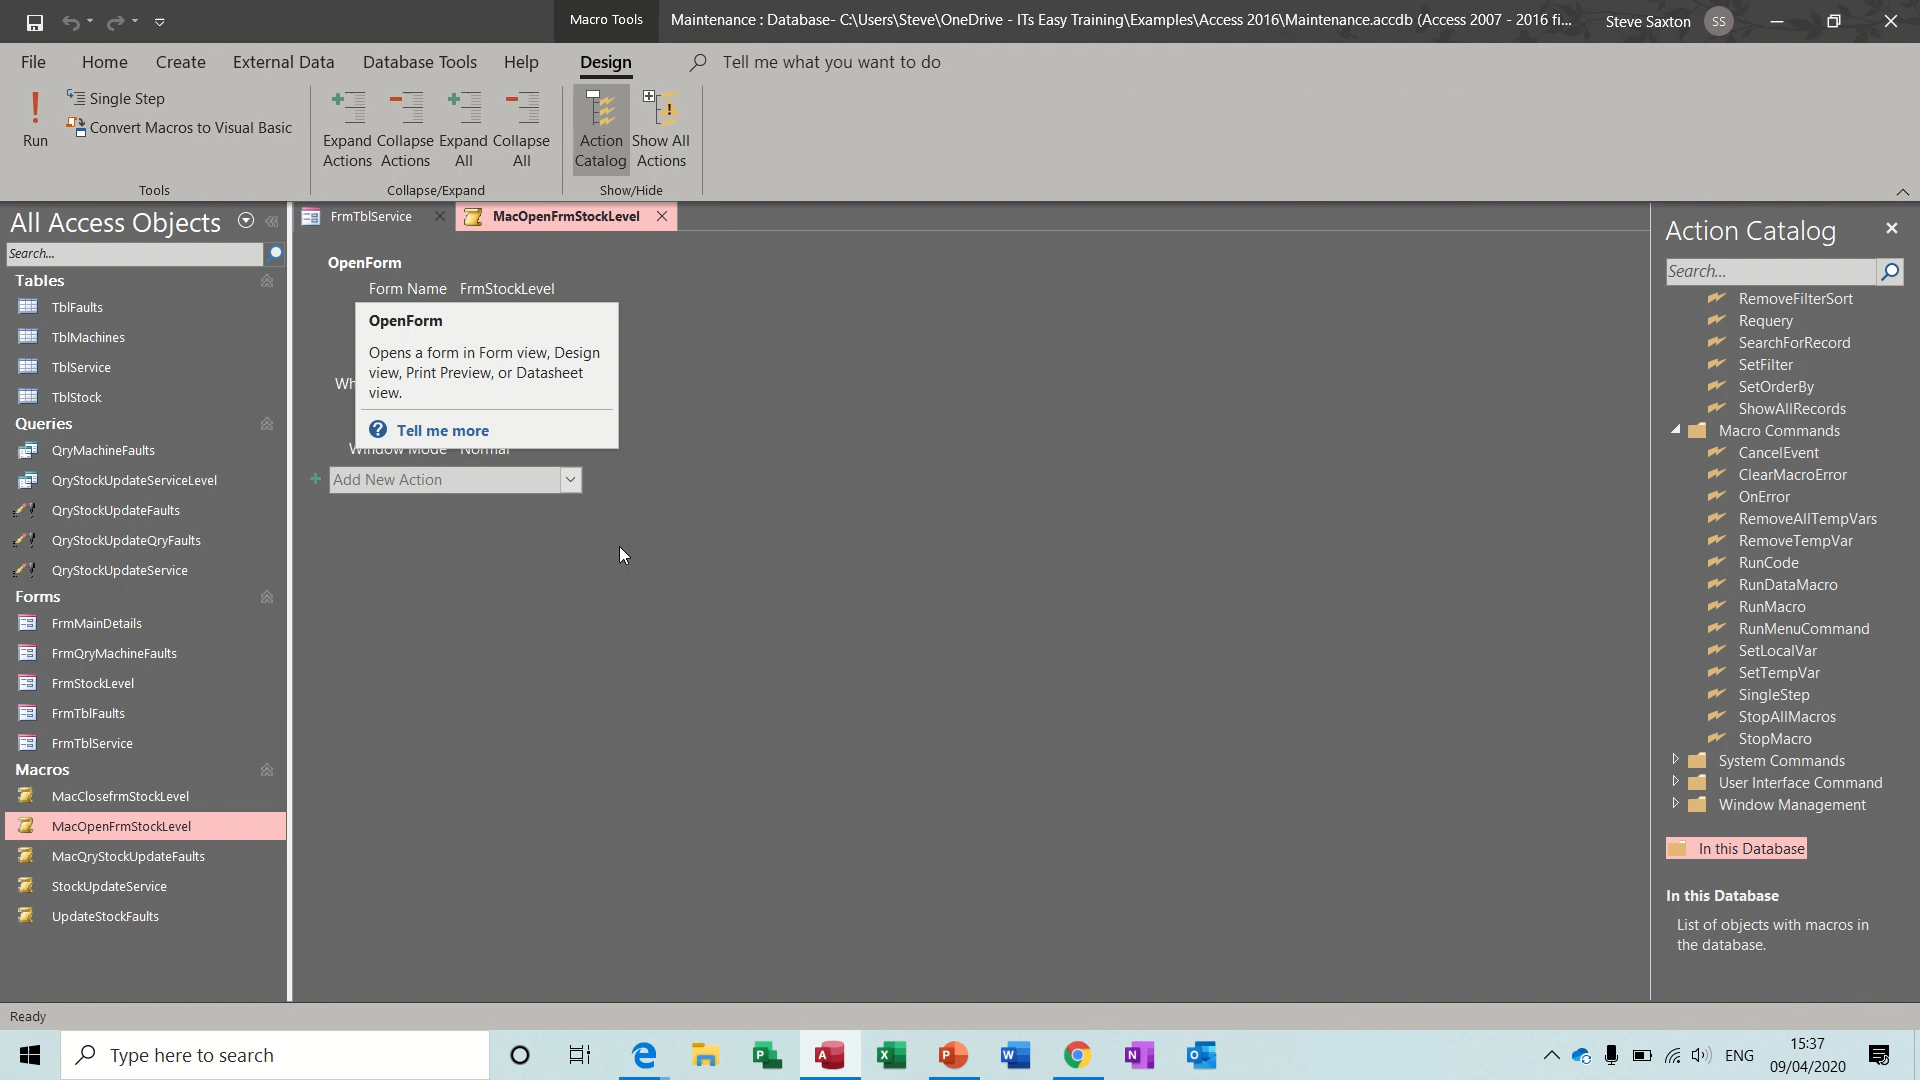 Macro Tools
Maintenance : Database- C:\Users\Steve\OneDrive - ITs Easy Training\Examples\Access 2016\Maintenance.accdb (Access 2007 - 2016 fi...
Steve Saxton
SS
File
Home
Create
External Data
Database Tools
Help
Design
Tell me what you want to do
Run
Single Step
Convert Macros to Visual Basic
Tools
Expand Actions
Collapse Actions
Expand All
Collapse All
Collapse/Expand
Action Catalog
Show All Actions
Show/Hide
All Access Objects
Search...
Tables
TblFaults
TblMachines
TblService
TblStock
Queries
QryMachineFaults
QryStockUpdateServiceLevel
QryStockUpdateFaults
QryStockUpdateQryFaults
QryStockUpdateService
Forms
FrmMainDetails
FrmQryMachineFaults
FrmStockLevel
FrmTblFaults
FrmTblService
Macros
MacClosefrmStockLevel
MacOpenFrmStockLevel
MacQryStockUpdateFaults
StockUpdateService
UpdateStockFaults
FrmTblService
MacOpenFrmStockLevel
OpenForm
Form Name FrmStockLevel
OpenForm
Opens a form in Form view, Design
view, Print Preview, or Datasheet
view.
Wh
Tell me more
Window Mode Normal
Add New Action
Action Catalog
Search...
RemoveFilterSort
Requery
SearchForRecord
SetFilter
SetOrderBy
ShowAllRecords
Macro Commands
CancelEvent
ClearMacroError
OnError
RemoveAllTempVars
RemoveTempVar
RunCode
RunDataMacro
RunMacro
RunMenuCommand
SetLocalVar
SetTempVar
SingleStep
StopAllMacros
StopMacro
System Commands
User Interface Command
Window Management
In this Database
In this Database
List of objects with macros in
the database.
Ready
Type here to search
ENG
15:37
09/04/2020